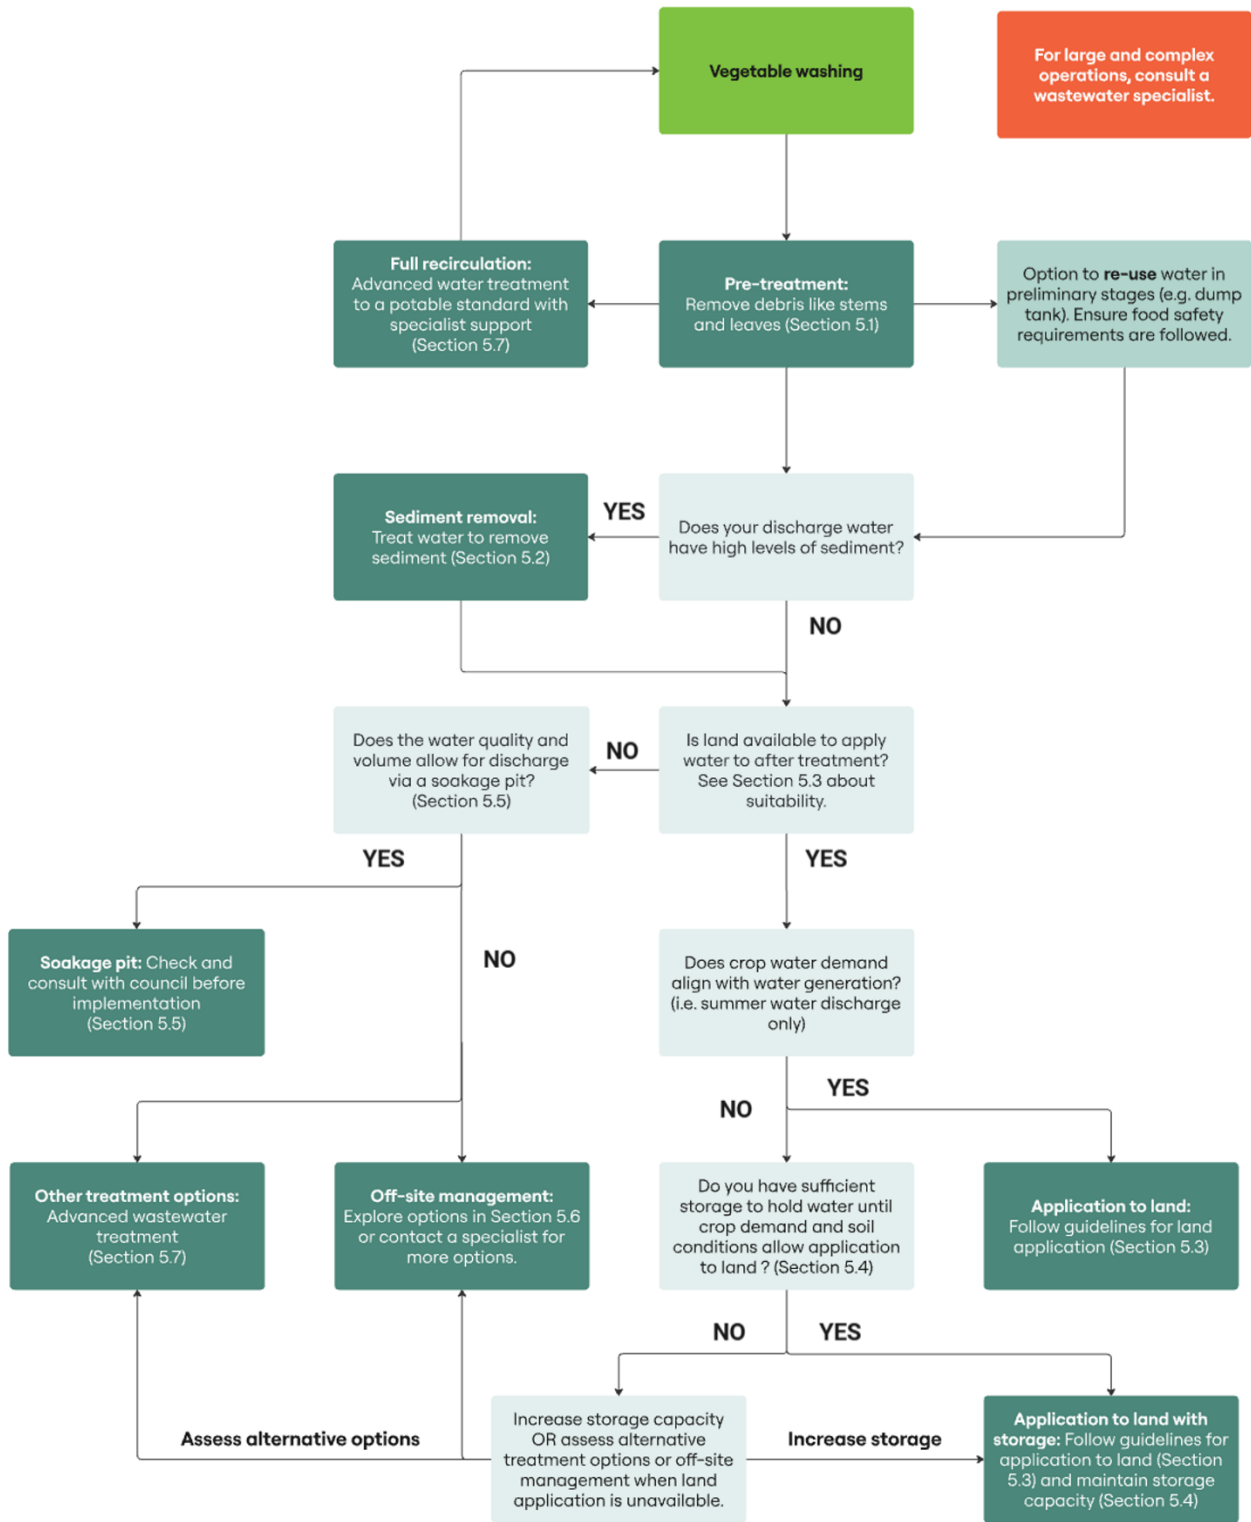 Vegetable washing
For large and complex
operations, consult a
wastewater specialist.
Full recirculation:
Advanced water treatment
to a potable standard with
specialist support
(Section 5.7)
Pre-treatment:
Remove debris like stems
and leaves (Section 5.1)
Option to re-use water in
preliminary stages (e.g. dump
tank). Ensure food safety
requirements are followed.
Sediment removal:
Treat water to remove
sediment (Section 5.2)
YES
Does your discharge water
have high levels of sediment?
NO
Does the water quality and
volume allow for discharge
via a soakage pit?
(Section 5.5)
NO
Is land available to apply
water to after treatment?
See Section 5.3 about
suitability.
YES
YES
Soakage pit: Check and
consult with council before
implementation
(Section 5.5)
NO
Does crop water demand
align with water generation?
(i.e. summer water discharge
only)
YES
NO
Other treatment options:
Advanced wastewater
treatment
(Section 5.7)
Off-site management:
Explore options in Section 5.6
or contact a specialist for
more options.
Do you have sufficient
storage to hold water until
crop demand and soil
conditions allow application
to land ? (Section 5.4)
Application to land:
Follow guidelines for land
application (Section 5.3)
NO
YES
Assess alternative options
Increase storage capacity
OR assess alternative
treatment options or off-site
management when land
application is unavailable.
Increase storage
Application to land with
storage: Follow guidelines for
application to land (Section
5.3) and maintain storage
capacity (Section 5.4)